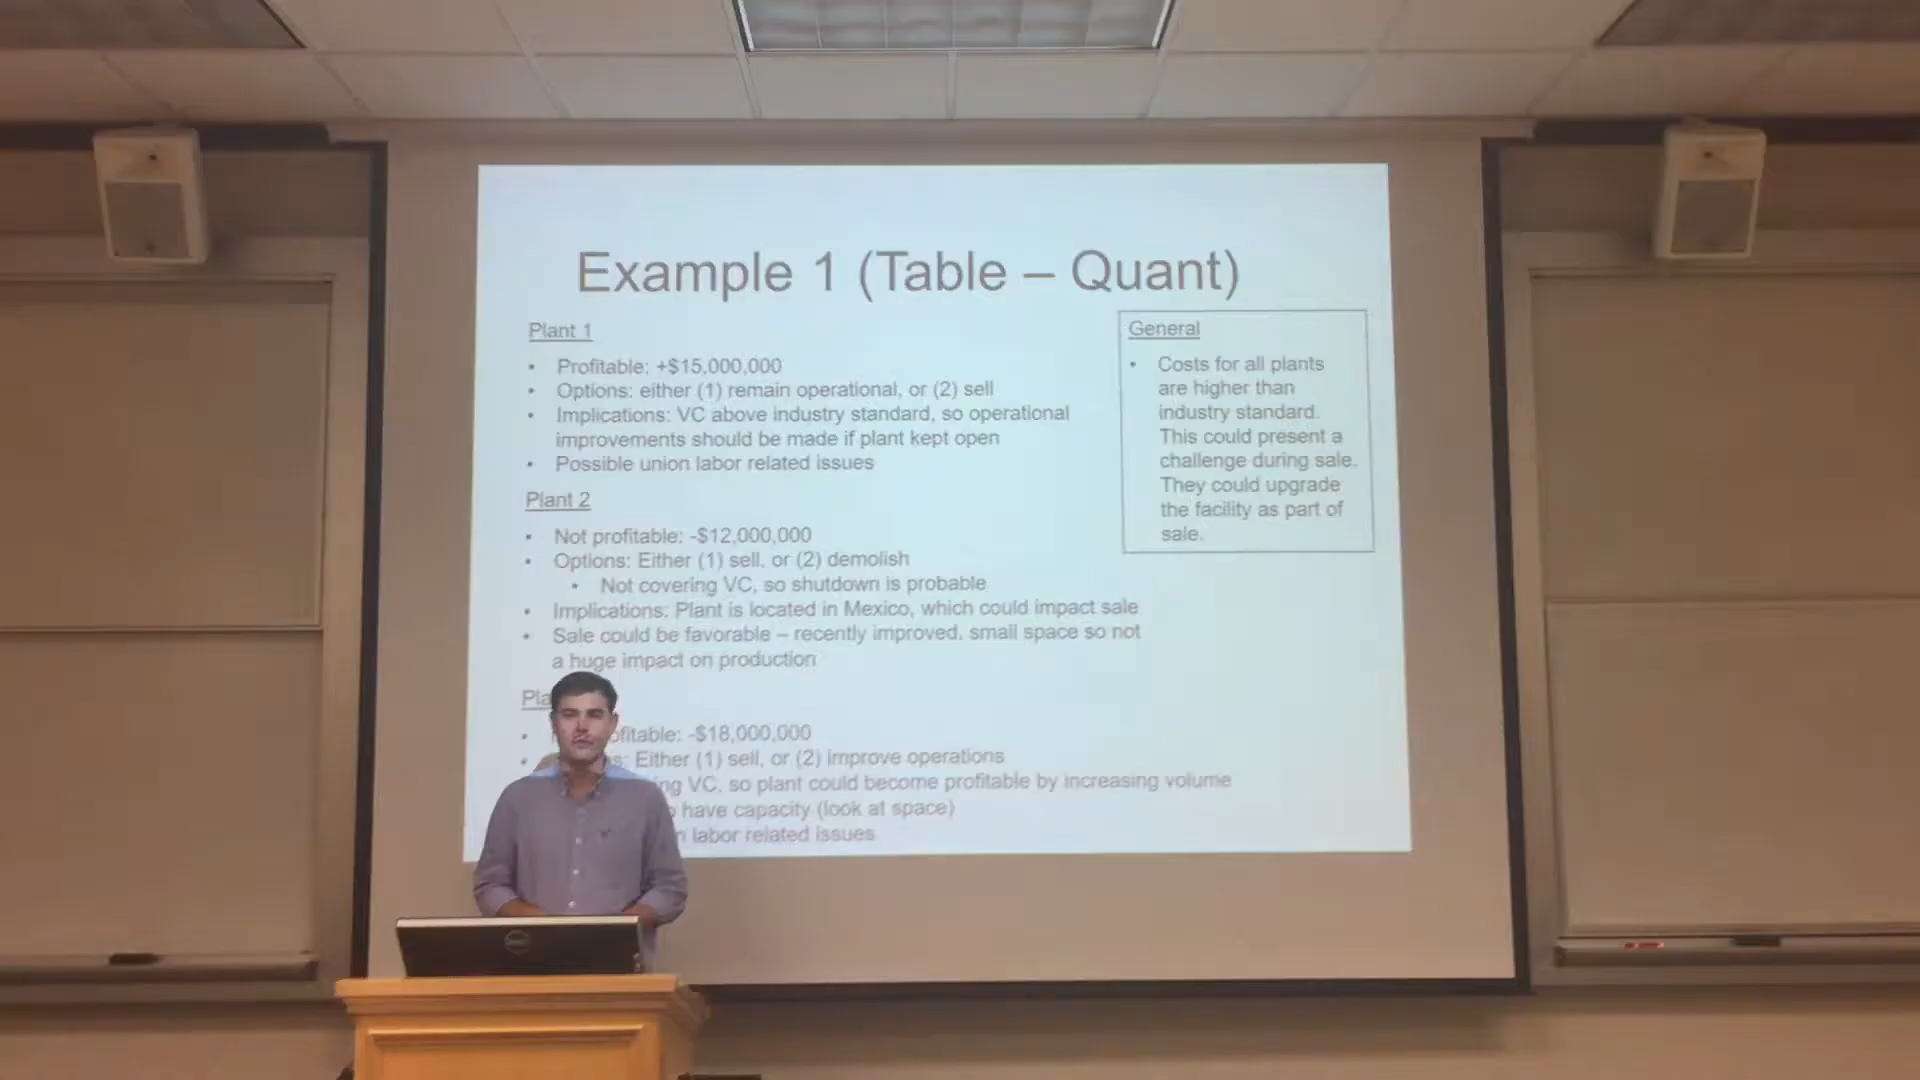 Example 1 (Table – Quant)
Plant 1
• Profitable: +$15,000,000
• Options: either (1) remain operational, or (2) sell
• Implications: VC above industry standard, so operational
improvements should be made if plant kept open
• Possible union labor related issues
Plant 2
• Not profitable: -$12,000,000
• Options: Either (1) sell, or (2) demolish
• Not covering VC, so shutdown is probable
• Implications: Plant is located in Mexico, which could impact sale
• Sale could be favorable – recently improved, small space so not
a huge impact on production
• -$18,000,000
• Either (1) sell, or (2) improve operations
VC, so plant could become profitable by increasing volume
have capacity (look at space)
labor related issues
General
• Costs for all plants
are higher than
industry standard.
This could present a
challenge during sale.
They could upgrade
the facility as part of
sale.
DELL